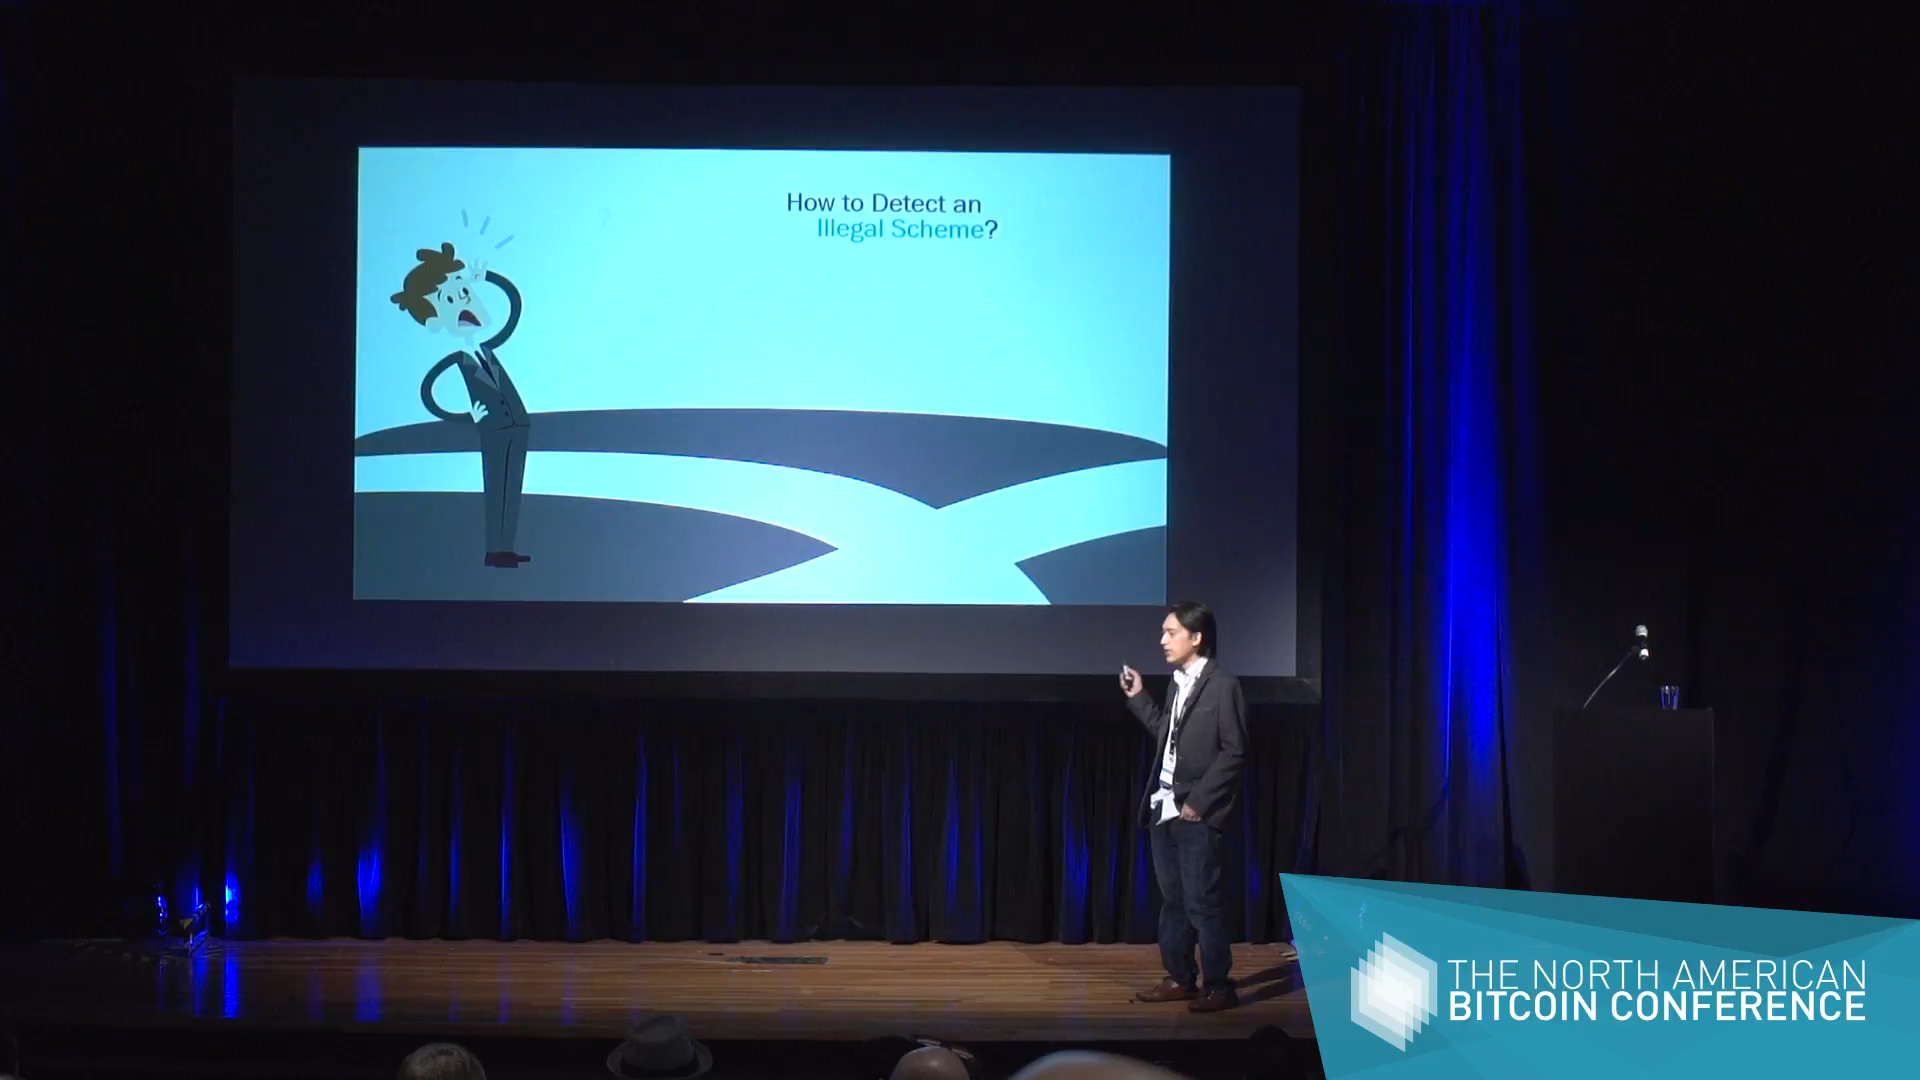 How to Detect an
Illegal Scheme?
THE NORTH AMERICAN
BITCOIN CONFERENCE